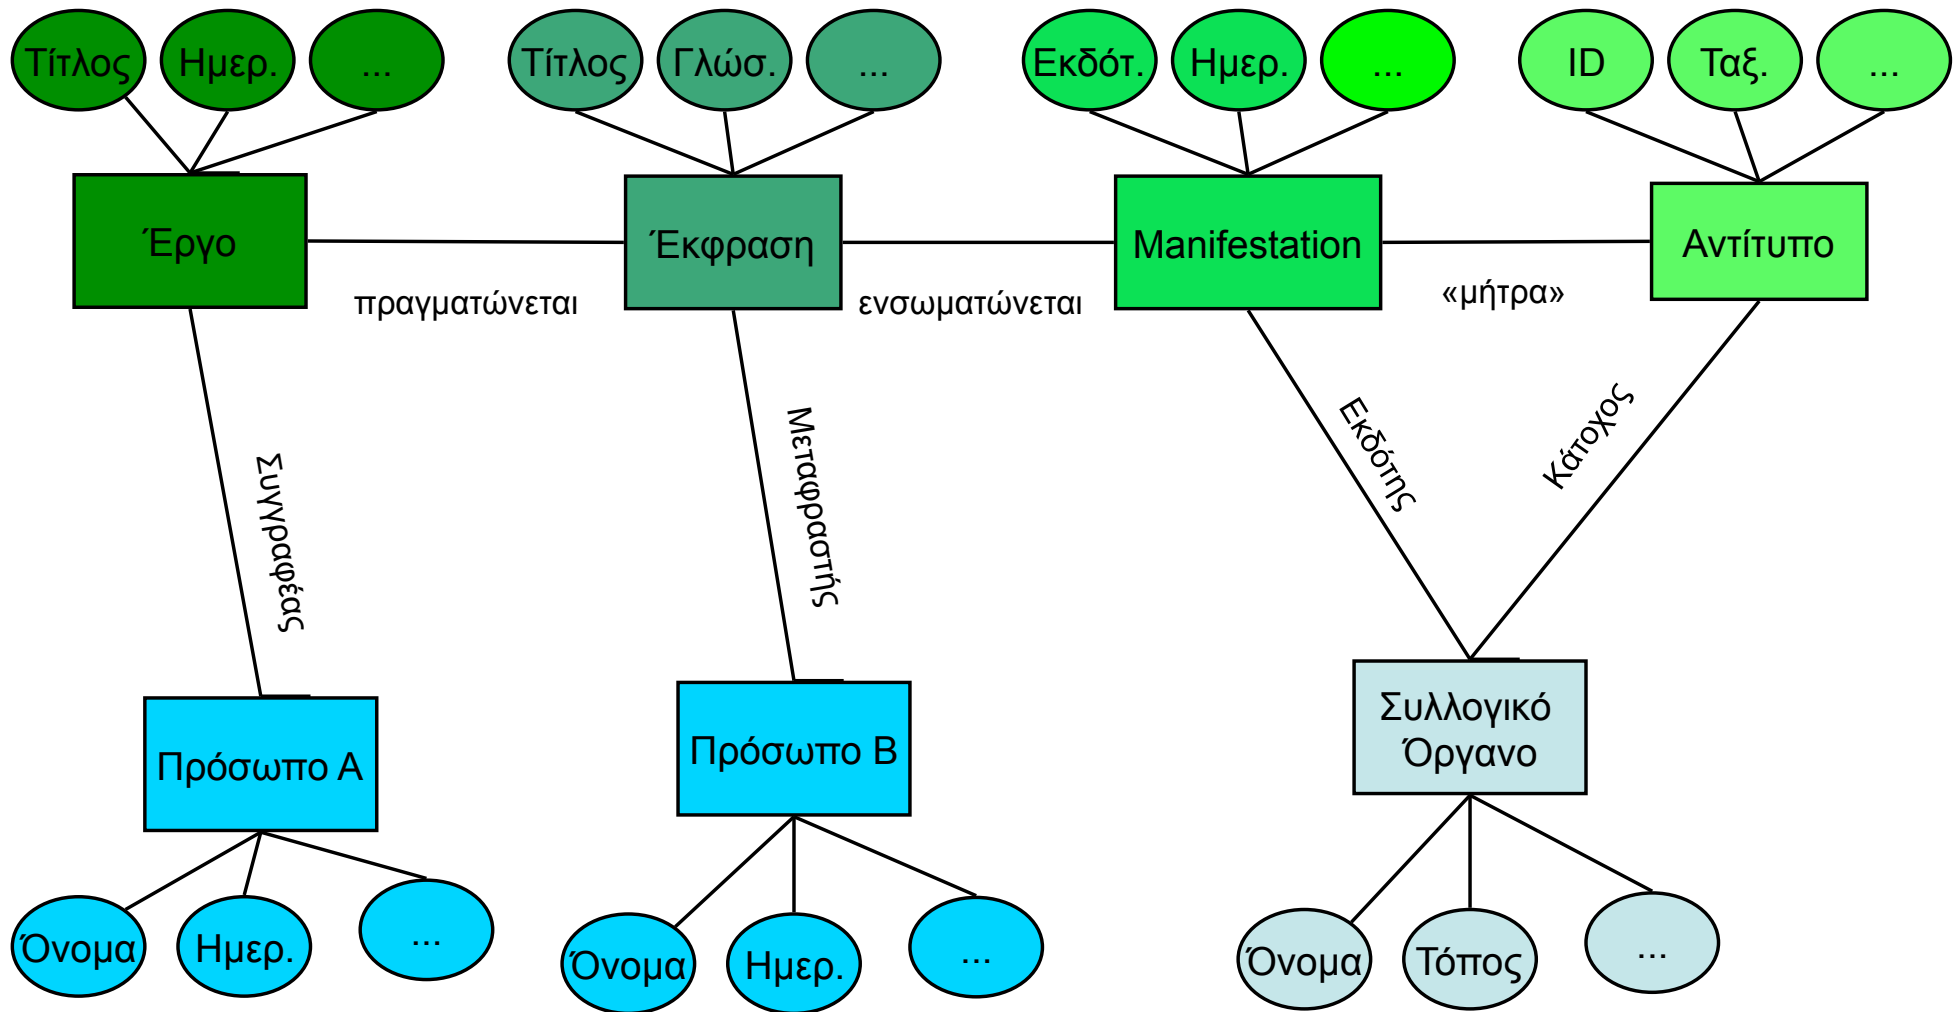 Τίτλος Ημερ. ... Τίτλος Γλώσ. ... Εκδότ. Ημερ. ... ID Ταξ. ...
Έργο Έκφραση Manifestation Αντίτυπο
πραγματώνεται ενσωματώνεται «μήτρα»
Συγγραφέας Μεταφραστής Εκδότης Κάτοχος
Πρόσωπο Α Πρόσωπο Β Συλλογικό
Όργανο
Όνομα Ημερ. ... Όνομα Ημερ. ... Όνομα Τόπος ...